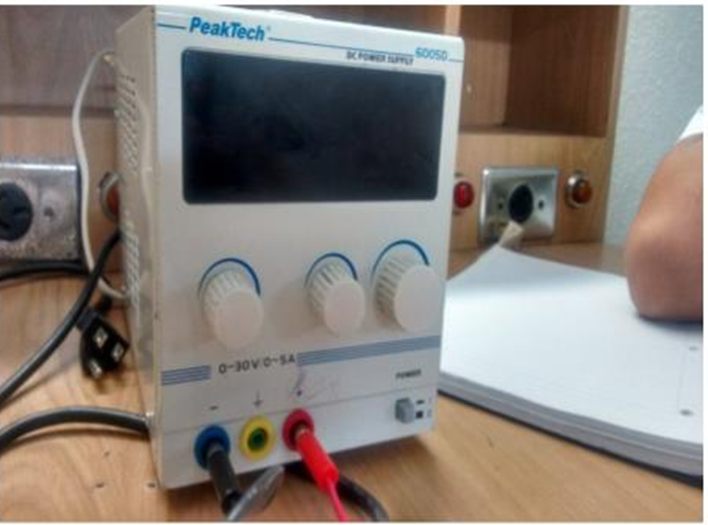 PeakTech®
DC POWER SUPPLY 6005D
0~30V/0~5A
POWER
- +